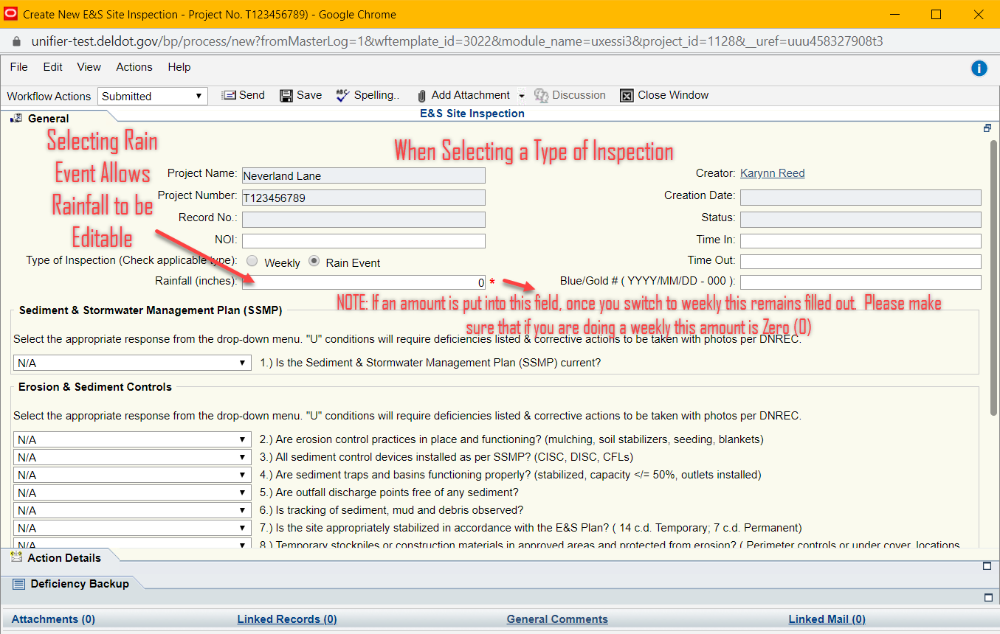 Create New E&S Site Inspection - Project No. T123456789) - Google Chrome
unifier-test.deldot.gov/bp/process/new?fromMasterLog=1&wftemplate_id=3022&module_name=uxessi3&project_id=1128&__uref=uuu458327908t3
File Edit View Actions Help
Workflow Actions Submitted Send Save Spelling.. Add Attachment Discussion Close Window
General
E&S Site Inspection
Selecting Rain
Event Allows
Rainfall to be
Editable
When Selecting a Type of Inspection
Project Name: Neverland Lane
Creator: Karynn Reed
Project Number: T123456789
Creation Date:
Record No.:
Status:
NOI:
Time In:
Type of Inspection (Check applicable type): Weekly Rain Event
Time Out:
Rainfall (inches): 0 *
Blue/Gold # ( YYYY/MM/DD - 000 ):
NOTE: If an amount is put into this field, once you switch to weekly this remains filled out. Please make
sure that if you are doing a weekly this amount is Zero (0)
Sediment & Stormwater Management Plan (SSMP)
Select the appropriate response from the drop-down menu. "U" conditions will require deficiencies listed & corrective actions to be taken with photos per DNREC.
N/A 1.) Is the Sediment & Stormwater Management Plan (SSMP) current?
Erosion & Sediment Controls
Select the appropriate response from the drop-down menu. "U" conditions will require deficiencies listed & corrective actions to be taken with photos per DNREC.
N/A 2.) Are erosion control practices in place and functioning? (mulching, soil stabilizers, seeding, blankets)
N/A 3.) All sediment control devices installed as per SSMP? (CISC, DISC, CFLs)
N/A 4.) Are sediment traps and basins functioning properly? (stabilized, capacity </= 50%, outlets installed)
N/A 5.) Are outfall discharge points free of any sediment?
N/A 6.) Is tracking of sediment, mud and debris observed?
N/A 7.) Is the site appropriately stabilized in accordance with the E&S Plan? ( 14 c.d. Temporary; 7 c.d. Permanent)
N/A 8.) Temporary stockpiles or construction materials in approved areas and protected from erosion? ( Perimeter controls or under cover, locations
Action Details
Deficiency Backup
Attachments (0) Linked Records (0) General Comments Linked Mail (0)